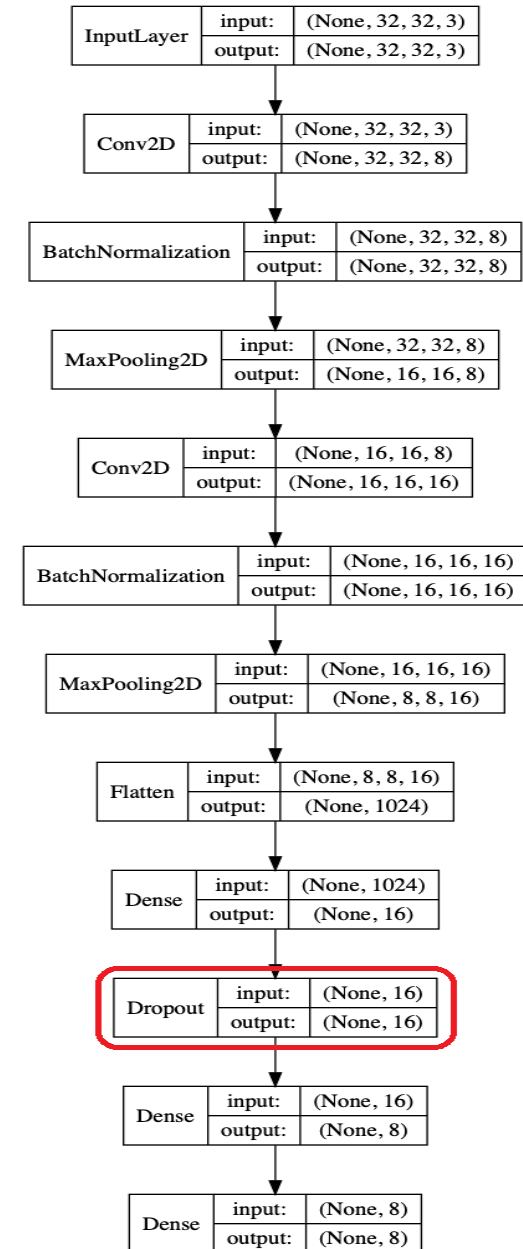 InputLayer input: (None, 32, 32, 3)
output: (None, 32, 32, 3)
Conv2D input: (None, 32, 32, 3)
output: (None, 32, 32, 8)
BatchNormalization input: (None, 32, 32, 8)
output: (None, 32, 32, 8)
MaxPooling2D input: (None, 32, 32, 8)
output: (None, 16, 16, 8)
Conv2D input: (None, 16, 16, 8)
output: (None, 16, 16, 16)
BatchNormalization input: (None, 16, 16, 16)
output: (None, 16, 16, 16)
MaxPooling2D input: (None, 16, 16, 16)
output: (None, 8, 8, 16)
Flatten input: (None, 8, 8, 16)
output: (None, 1024)
Dense input: (None, 1024)
output: (None, 16)
Dropout input: (None, 16)
output: (None, 16)
Dense input: (None, 16)
output: (None, 8)
Dense input: (None, 8)
output: (None, 8)